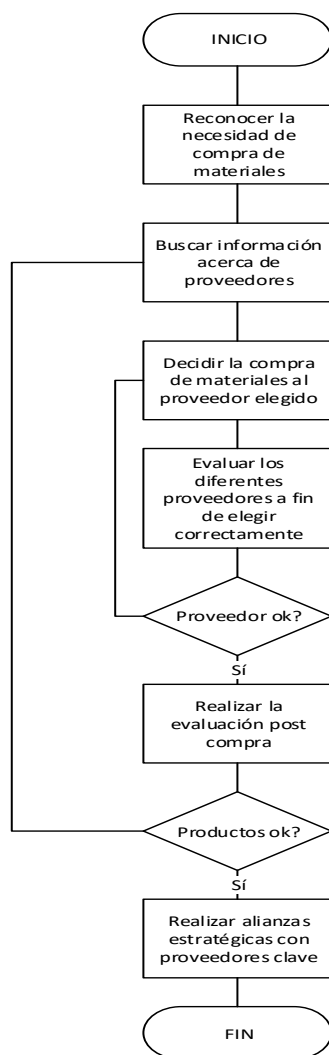 INICIO
Reconocer la
necesidad de
compra de
materiales
Buscar información
acerca de
proveedores
Decidir la compra
de materiales al
proveedor elegido
Evaluar los
diferentes
proveedores a fin
de elegir
correctamente
Proveedor ok?
Sí
Realizar la
evaluación post
compra
Productos ok?
Sí
Realizar alianzas
estratégicas con
proveedores clave
FIN